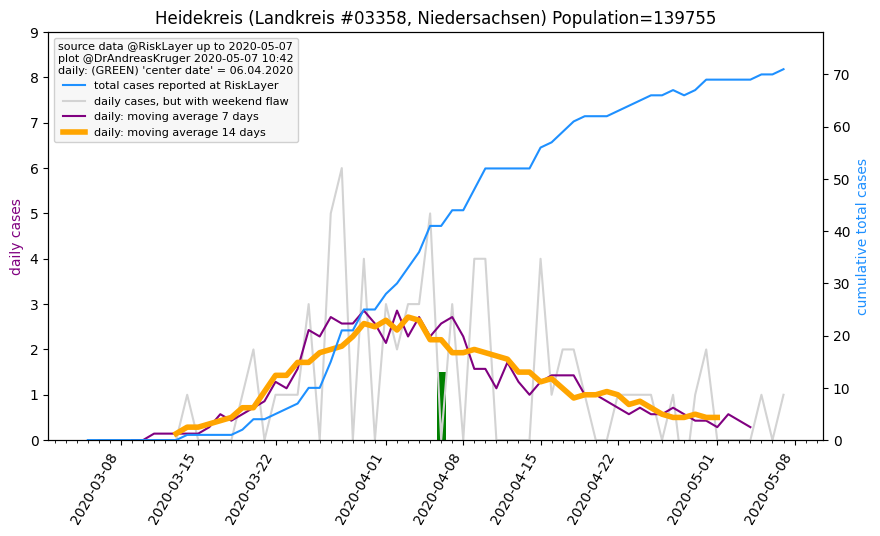 Heidekreis (Landkreis #03358, Niedersachsen) Population=139755
source data @RiskLayer up to 2020-05-07
plot @DrAndreasKruger 2020-05-07 10:42
daily: (GREEN) 'center date' = 06.04.2020
total cases reported at RiskLayer
daily cases, but with weekend flaw
daily: moving average 7 days
daily: moving average 14 days
daily cases
9
8
7
6
5
4
3
2
1
0
70
60
50
40
30
20
10
0
cumulative total cases
2020-03-08
2020-03-15
2020-03-22
2020-04-01
2020-04-08
2020-04-15
2020-04-22
2020-05-01
2020-05-08